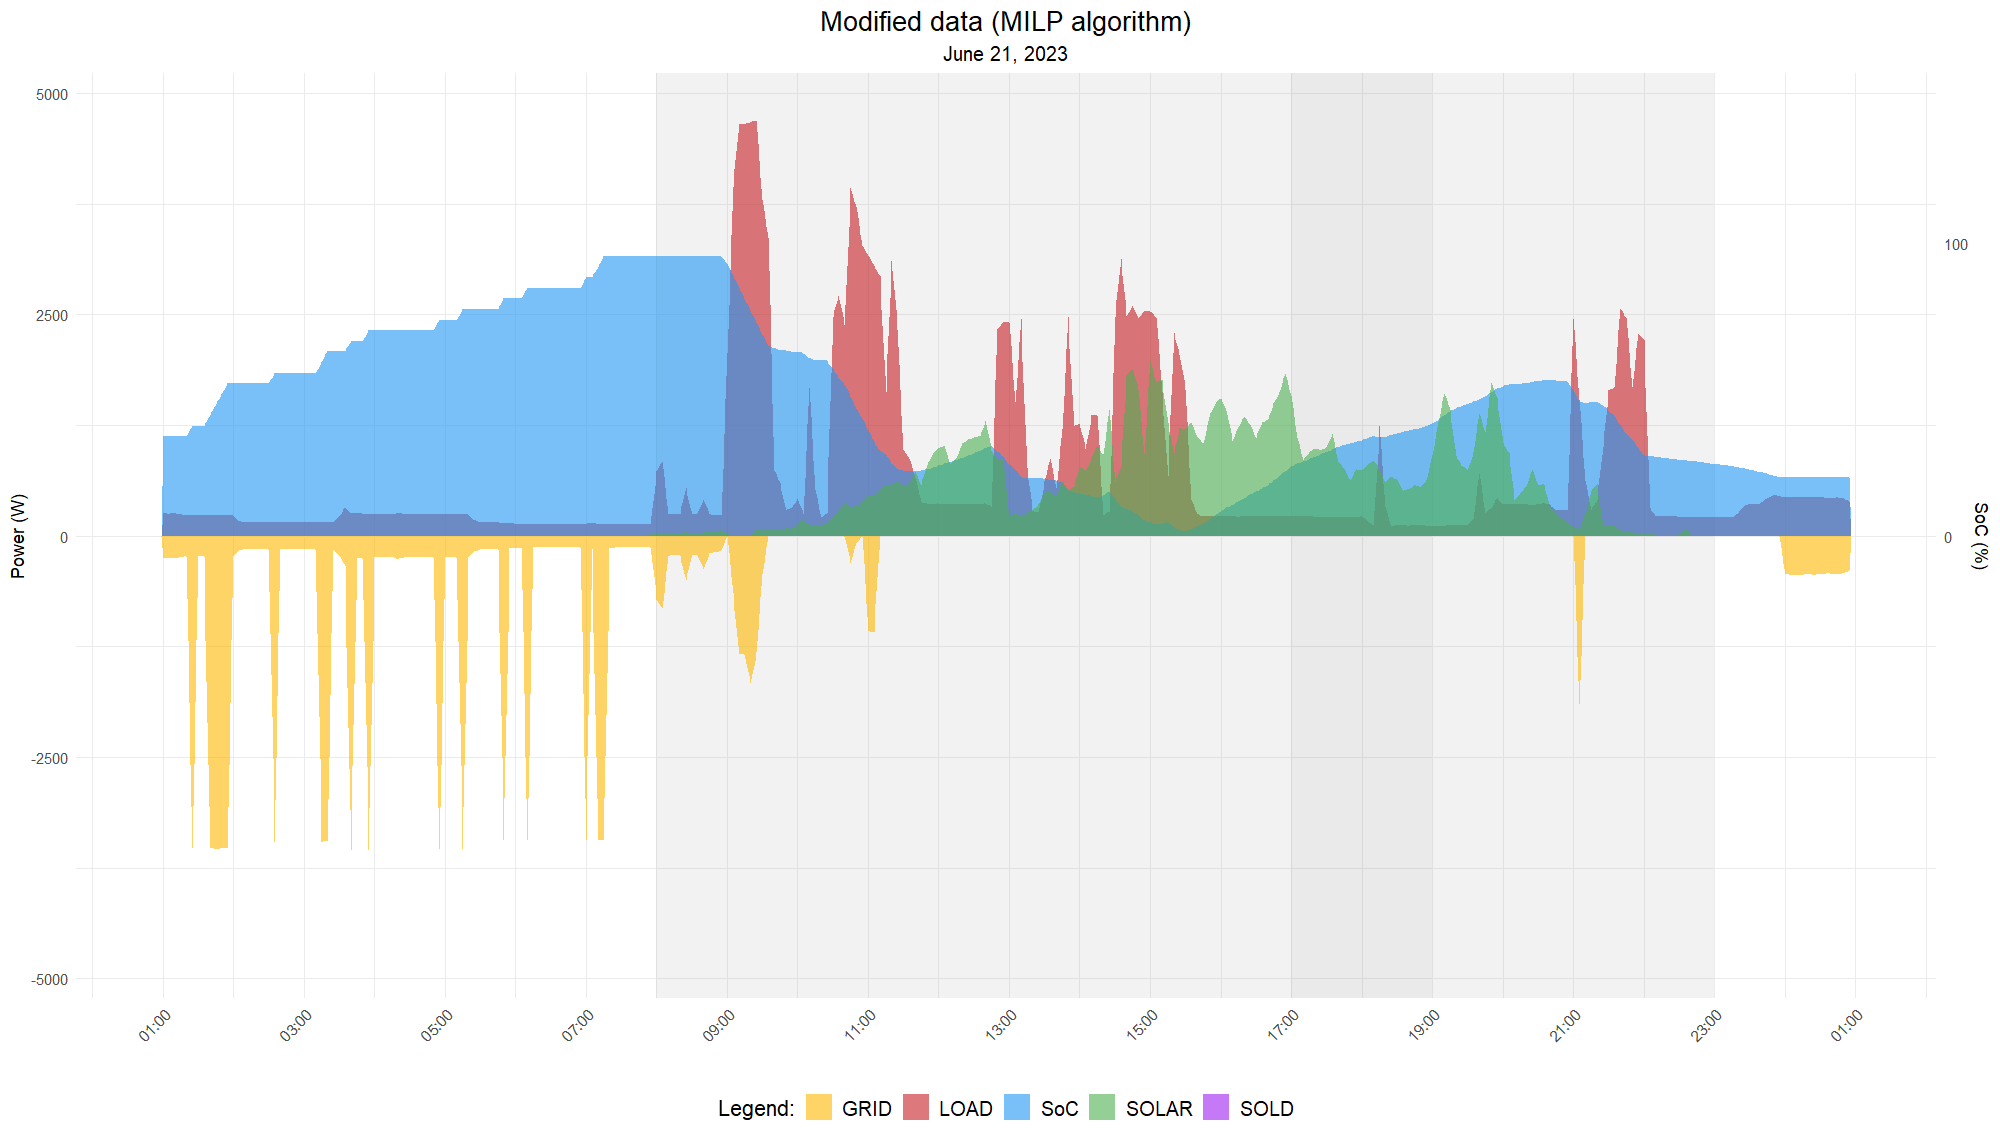 Modified data (MILP algorithm)
June 21, 2023
5000
2500
0
-2500
-5000
Power (W)
100
0
SoC (%)
01:00 03:00 05:00 07:00 09:00 11:00 13:00 15:00 17:00 19:00 21:00 23:00 01:00
Legend: GRID LOAD SoC SOLAR SOLD